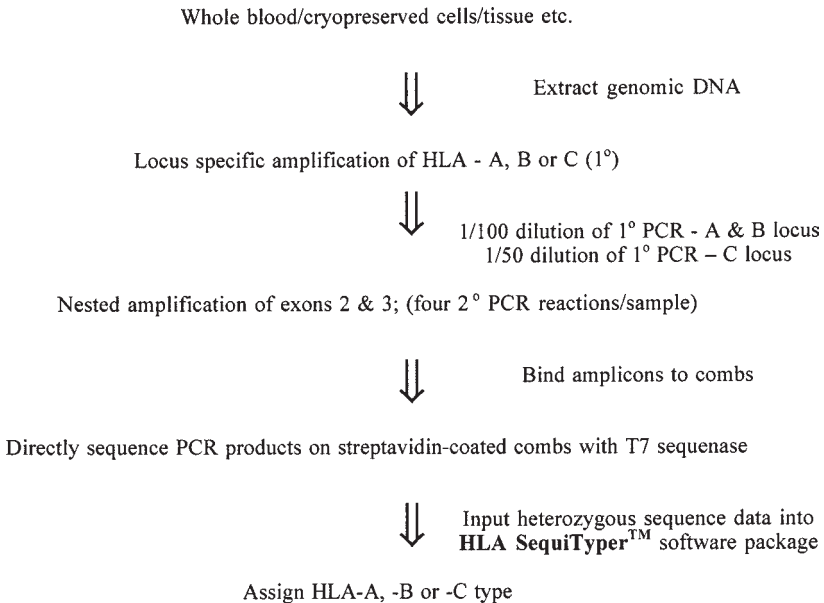 Whole blood/cryopreserved cells/tissue etc.
Extract genomic DNA
Locus specific amplification of HLA - A, B or C (1°)
1/100 dilution of 1° PCR - A & B locus
1/50 dilution of 1° PCR – C locus
Nested amplification of exons 2 & 3; (four 2° PCR reactions/sample)
Bind amplicons to combs
Directly sequence PCR products on streptavidin-coated combs with T7 sequenase
Input heterozygous sequence data into
HLA SequiTyper™ software package
Assign HLA-A, -B or -C type